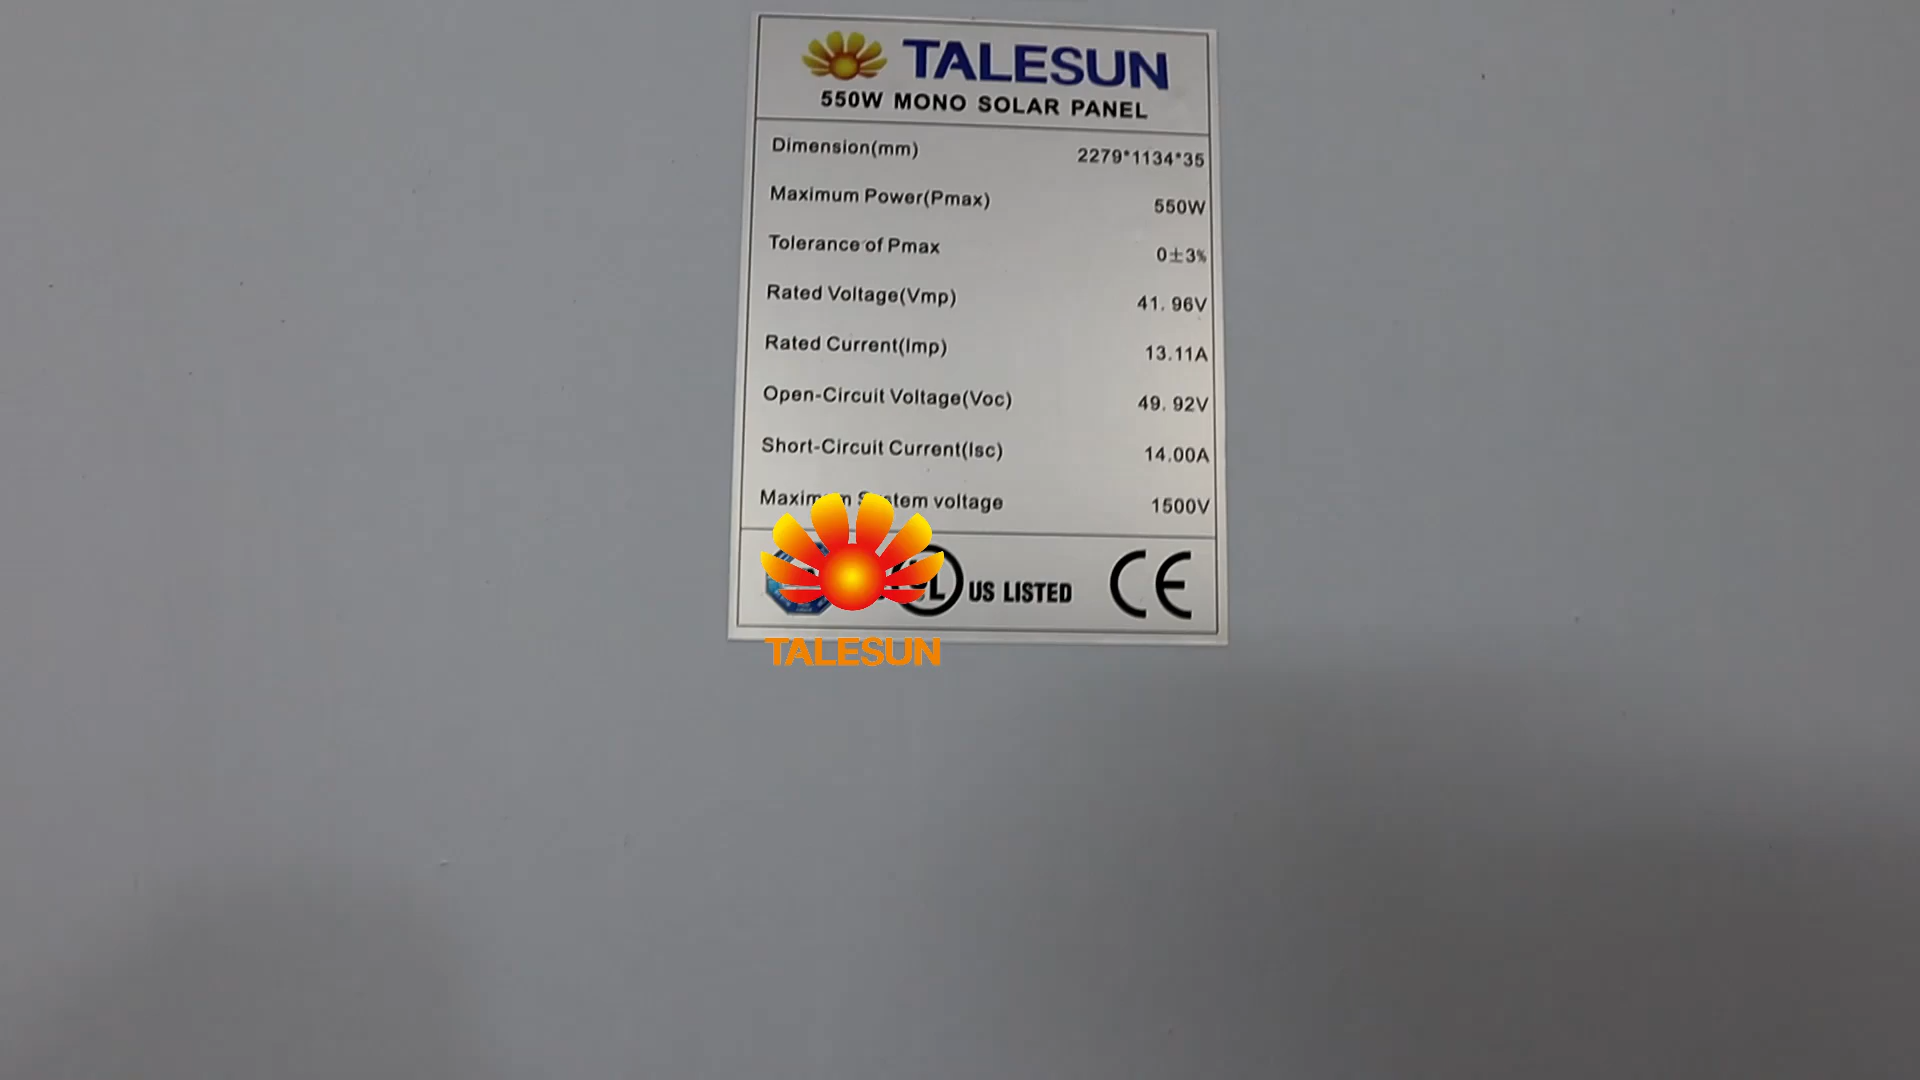 TALESUN
550W MONO SOLAR PANEL
Dimension(mm) 2279*1134*35
Maximum Power(Pmax) 550W
Tolerance of Pmax 0±3%
Rated Voltage(Vmp) 41.96V
Rated Current(Imp) 13.11A
Open-Circuit Voltage(Voc) 49.92V
Short-Circuit Current(Isc) 14.00A
voltage 1500V
US LISTED CE
TALESUN